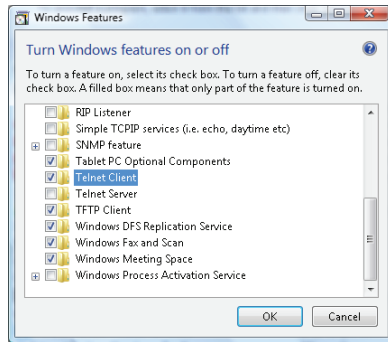 Windows Features
Turn Windows features on or off
To turn a feature on, select its check box. To turn a feature off, clear its
check box. A filled box means that only part of the feature is turned on.
RIP Listener
Simple TCPIP services (i.e. echo, daytime etc)
SNMP feature
Tablet PC Optional Components
Telnet Client
Telnet Server
TFTP Client
Windows DFS Replication Service
Windows Fax and Scan
Windows Meeting Space
Windows Process Activation Service
OK Cancel